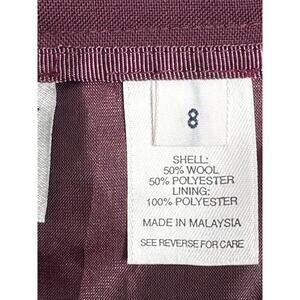 8
SHELL:
50% WOOL
50% POLYESTER
LINING:
100% POLYESTER
MADE IN MALAYSIA
SEE REVERSE FOR CARE